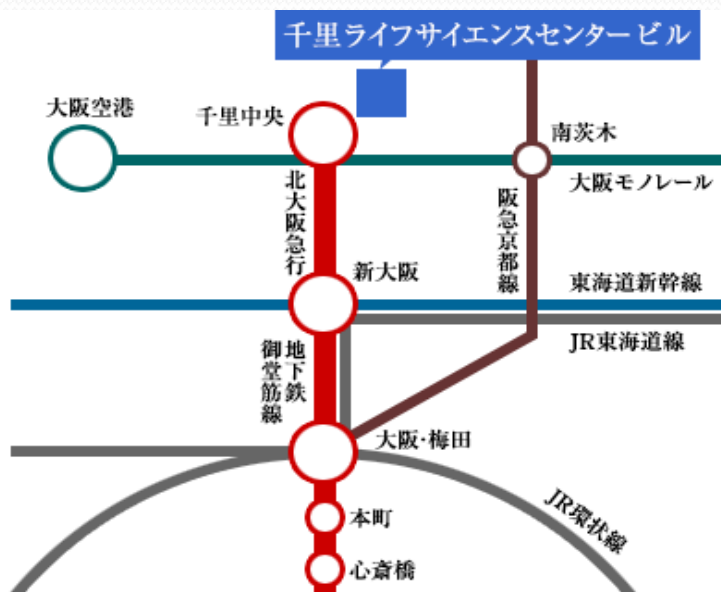 千里ライフサイエンスセンタービル
大阪空港
千里中央
南茨木
大阪モノレール
北大阪急行
阪急京都線
新大阪
東海道新幹線
JR東海道線
地下鉄
御堂筋線
大阪・梅田
本町
JR環状線
心斎橋